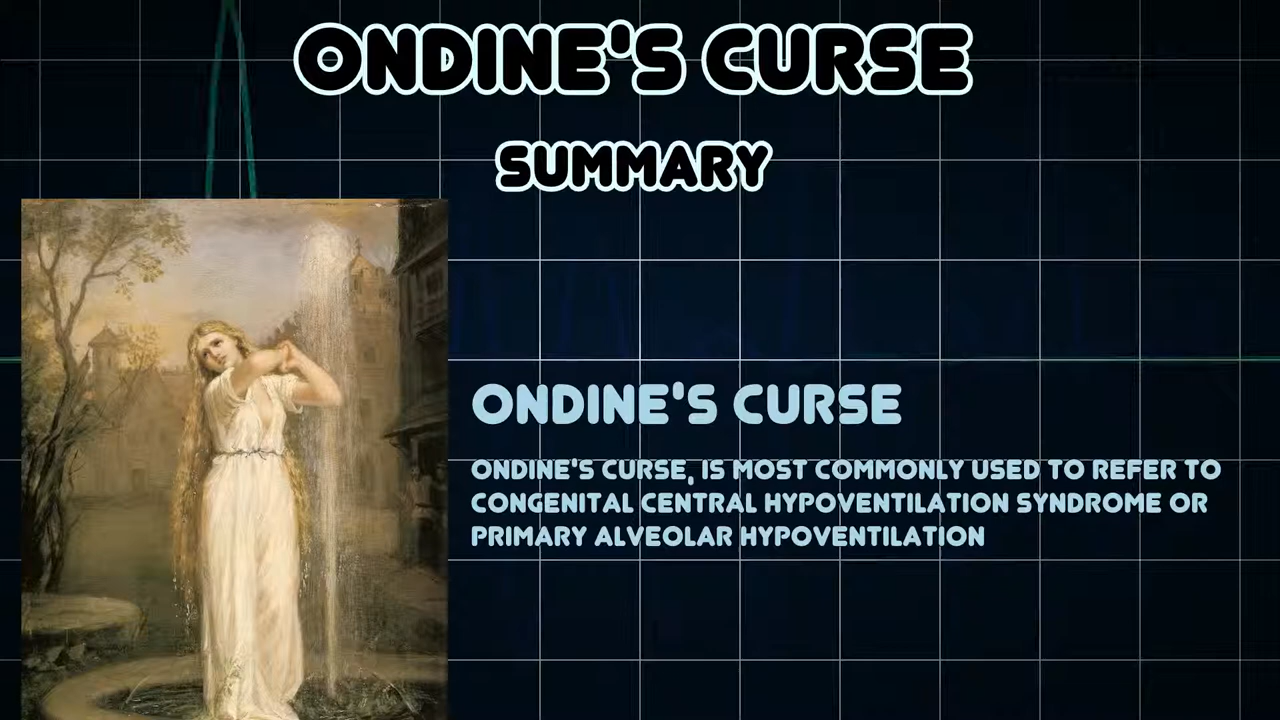 ONDINE'S CURSE
SUMMARY
ONDINE'S CURSE
ONDINE'S CURSE, IS MOST COMMONLY USED TO REFER TO
CONGENITAL CENTRAL HYPOVENTILATION SYNDROME OR
PRIMARY ALVEOLAR HYPOVENTILATION